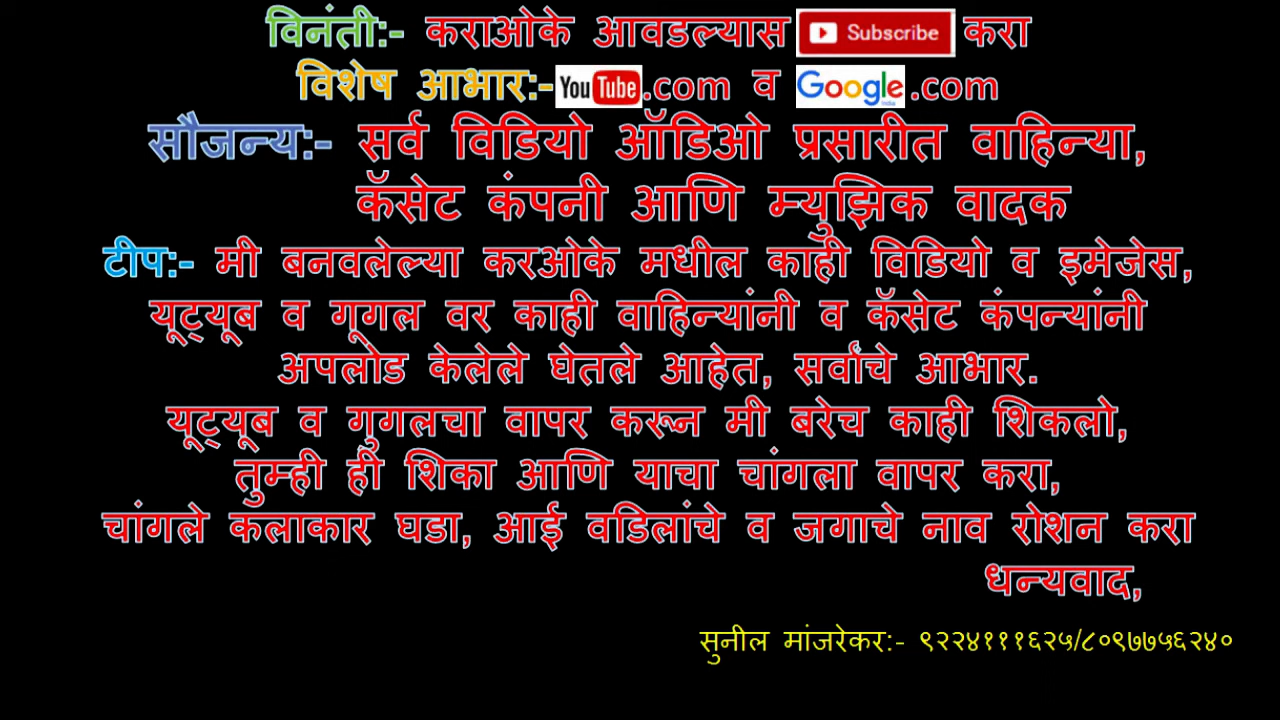 विनंती:- कराओके आवडल्यास Subscribe करा
विशेष आभार:- YouTube.com व Google India.com
सौजन्य:- सर्व विडियो ऑडिओ प्रसारीत वाहिन्या,
कॅसेट कंपनी आणि म्युझिक वादक
टीप:- मी बनवलेल्या करओके मधील काही विडियो व इमेजेस,
यूट्यूब व गूगल वर काही वाहिन्यांनी व कॅसेट कंपन्यांनी
अपलोड केलेले घेतले आहेत, सर्वांचे आभार.
यूट्यूब व गुगलचा वापर करून मी बरेच काही शिकलो,
तुम्ही ही शिका आणि याचा चांगला वापर करा,
चांगले कलाकार घडा, आई वडिलांचे व जगाचे नाव रोशन करा
धन्यवाद,
सुनील मांजरेकर:- ९२२४१११६२५/८०९७७५६२४०